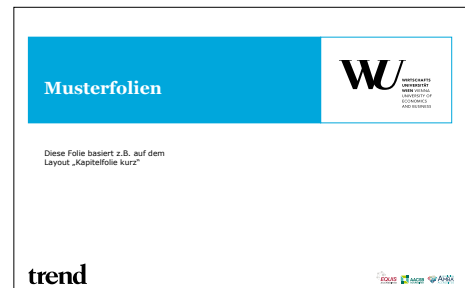 Musterfolien
WU
WIRTSCHAFTS
UNIVERSITÄT
WIEN VIENNA
UNIVERSITY OF
ECONOMICS
AND BUSINESS
Diese Folie basiert z.B. auf dem
Layout „Kapitelfolie kurz“
trend
EQUIS AACSB